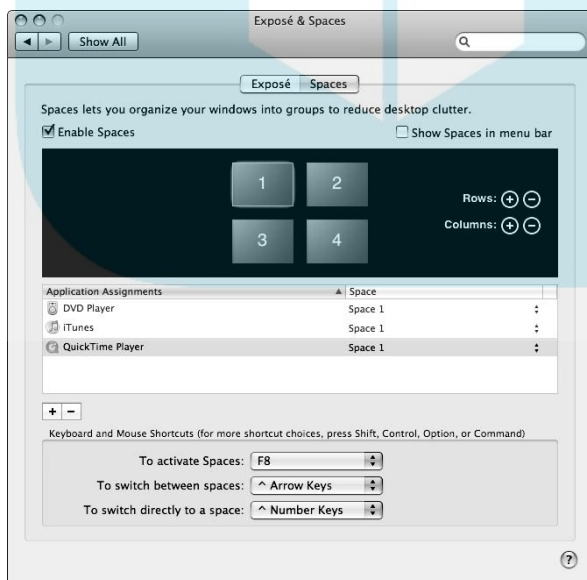 Exposé & Spaces
Show All
Exposé Spaces
Spaces lets you organize your windows into groups to reduce desktop clutter.
Enable Spaces Show Spaces in menu bar
1 2
Rows: + −
Columns: + −
3 4
Application Assignments Space
DVD Player Space 1
iTunes Space 1
QuickTime Player Space 1
+ −
Keyboard and Mouse Shortcuts (for more shortcut choices, press Shift, Control, Option, or Command)
To activate Spaces: F8
To switch between spaces: ^ Arrow Keys
To switch directly to a space: ^ Number Keys
?